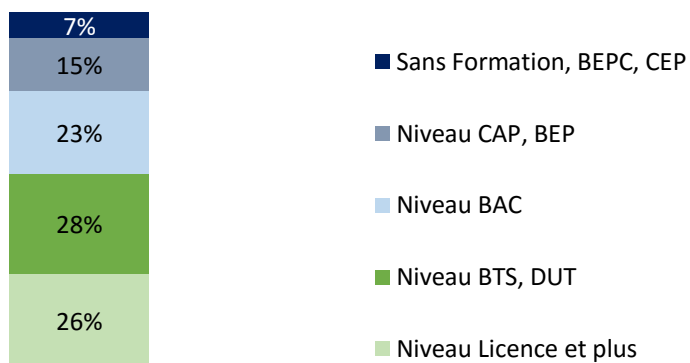 7%
15%
23%
28%
26%
Sans Formation, BEPC, CEP
Niveau CAP, BEP
Niveau BAC
Niveau BTS, DUT
Niveau Licence et plus